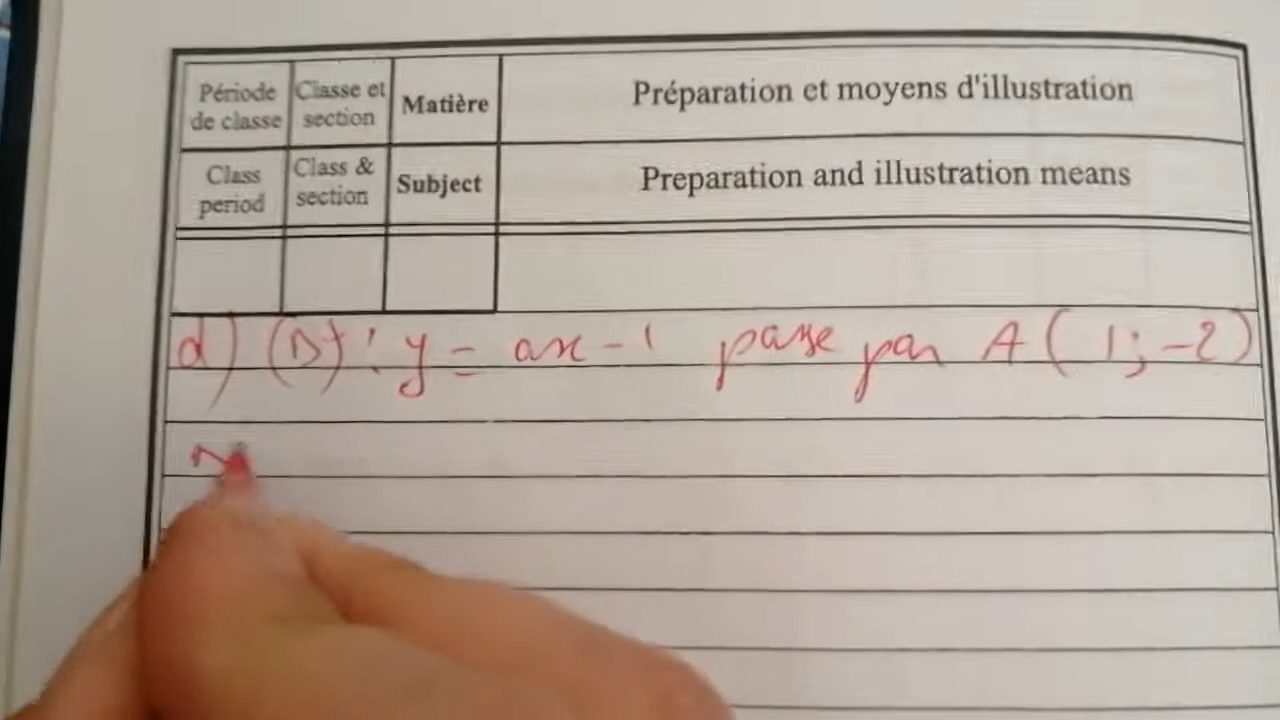 Période de classe
Classe et section
Matière
Préparation et moyens d'illustration
Class period
Class & section
Subject
Preparation and illustration means
d) (D): y = ax - 1 passe par A (1; -2)